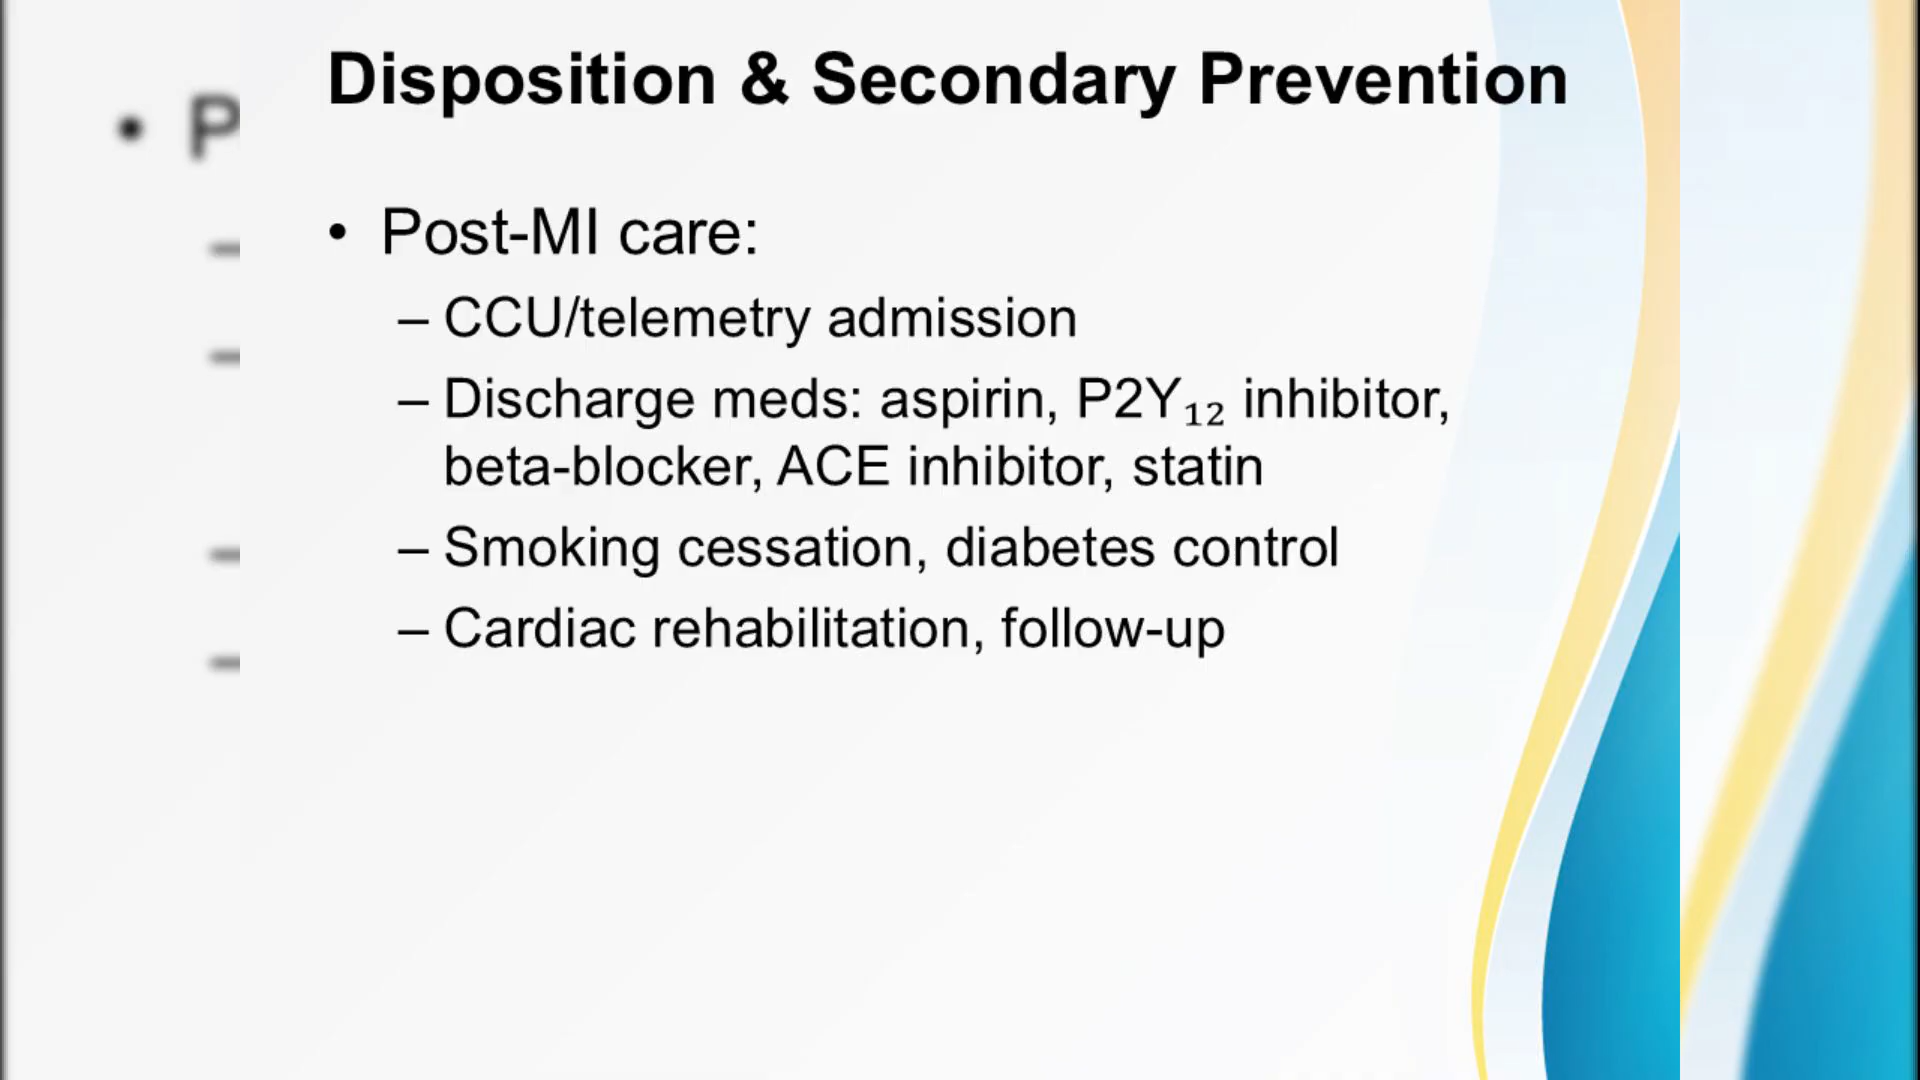 Disposition & Secondary Prevention
• Post-MI care:
– CCU/telemetry admission
– Discharge meds: aspirin, P2Y₁₂ inhibitor,
beta-blocker, ACE inhibitor, statin
– Smoking cessation, diabetes control
– Cardiac rehabilitation, follow-up